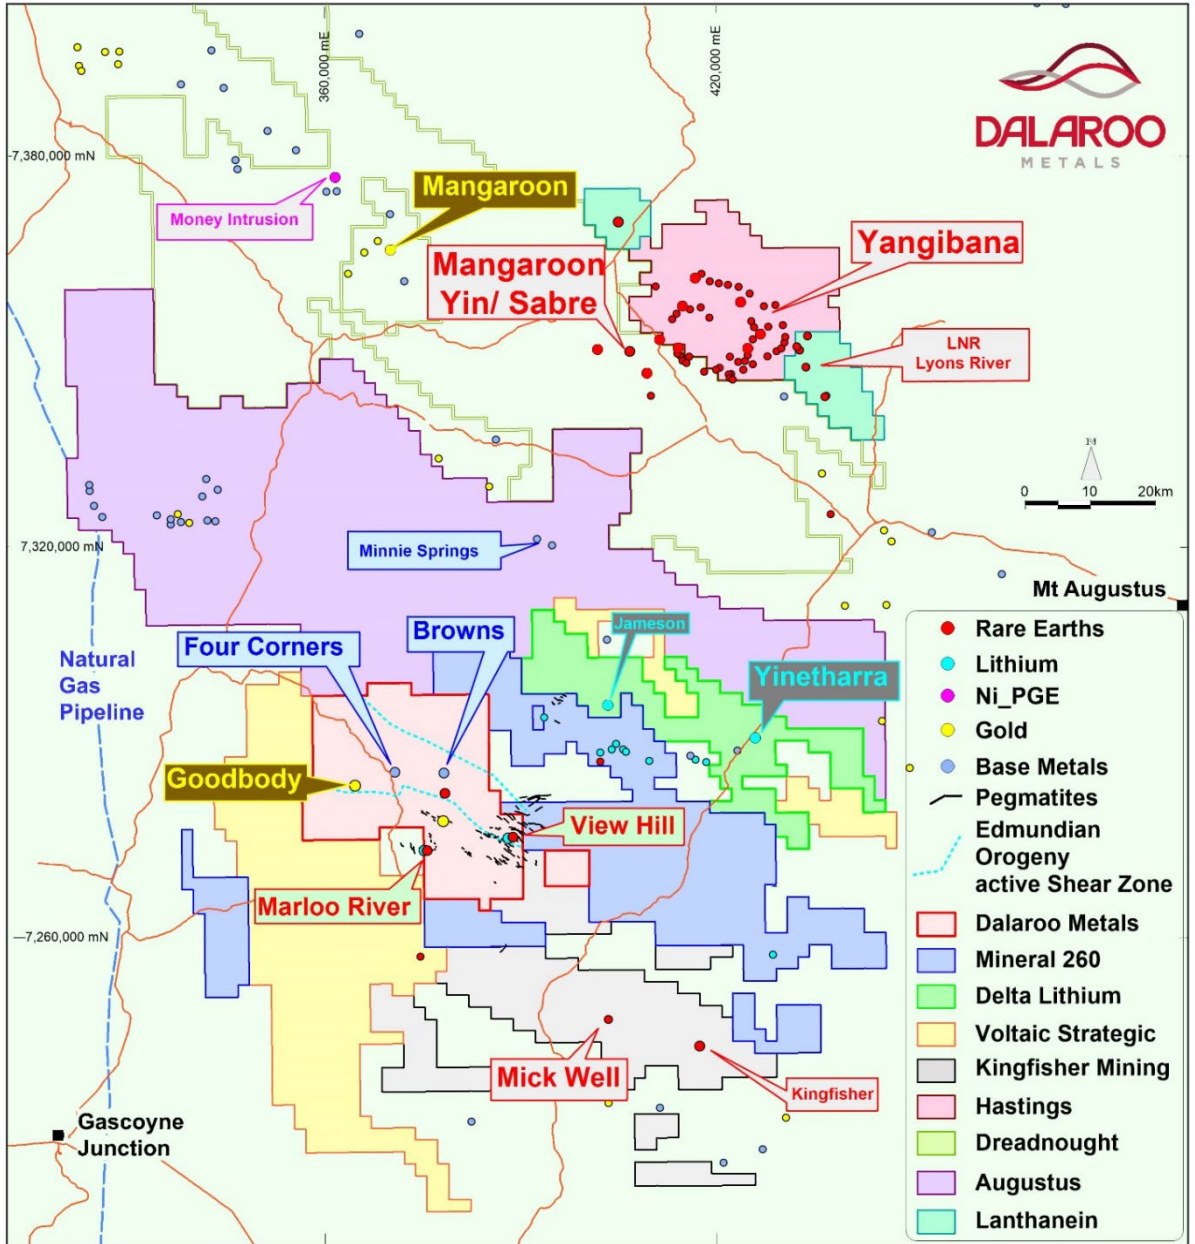 360,000 mE
420,000 mE
DALAROO
METALS
7,380,000 mN
Mangaroon
Money Intrusion
Mangaroon
Yin/ Sabre
Yangibana
LNR
Lyons River
0 10 20km
7,320,000 mN
Minnie Springs
Mt Augustus
Natural
Gas
Pipeline
Four Corners
Browns
Jameson
Yinetharra
Goodbody
View Hill
Marloo River
7,260,000 mN
Mick Well
Kingfisher
Gascoyne
Junction
Rare Earths
Lithium
Ni_PGE
Gold
Base Metals
Pegmatites
Edmundian
Orogeny
active Shear Zone
Dalaroo Metals
Mineral 260
Delta Lithium
Voltaic Strategic
Kingfisher Mining
Hastings
Dreadnought
Augustus
Lanthanein